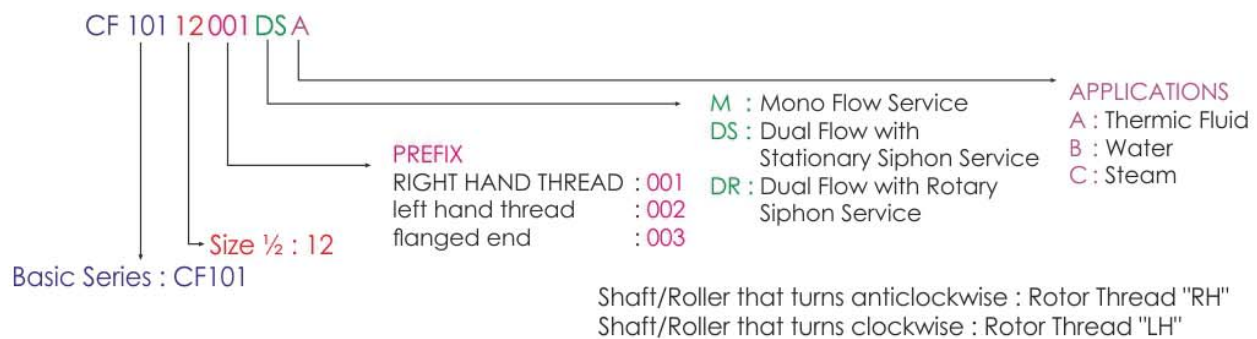 CF 101 12 001 DS A
APPLICATIONS
A : Thermic Fluid
B : Water
C : Steam
M : Mono Flow Service
DS : Dual Flow with
Stationary Siphon Service
DR : Dual Flow with Rotary
Siphon Service
PREFIX
RIGHT HAND THREAD : 001
left hand thread : 002
flanged end : 003
Size ½ : 12
Basic Series : CF101
Shaft/Roller that turns anticlockwise : Rotor Thread "RH"
Shaft/Roller that turns clockwise : Rotor Thread "LH"